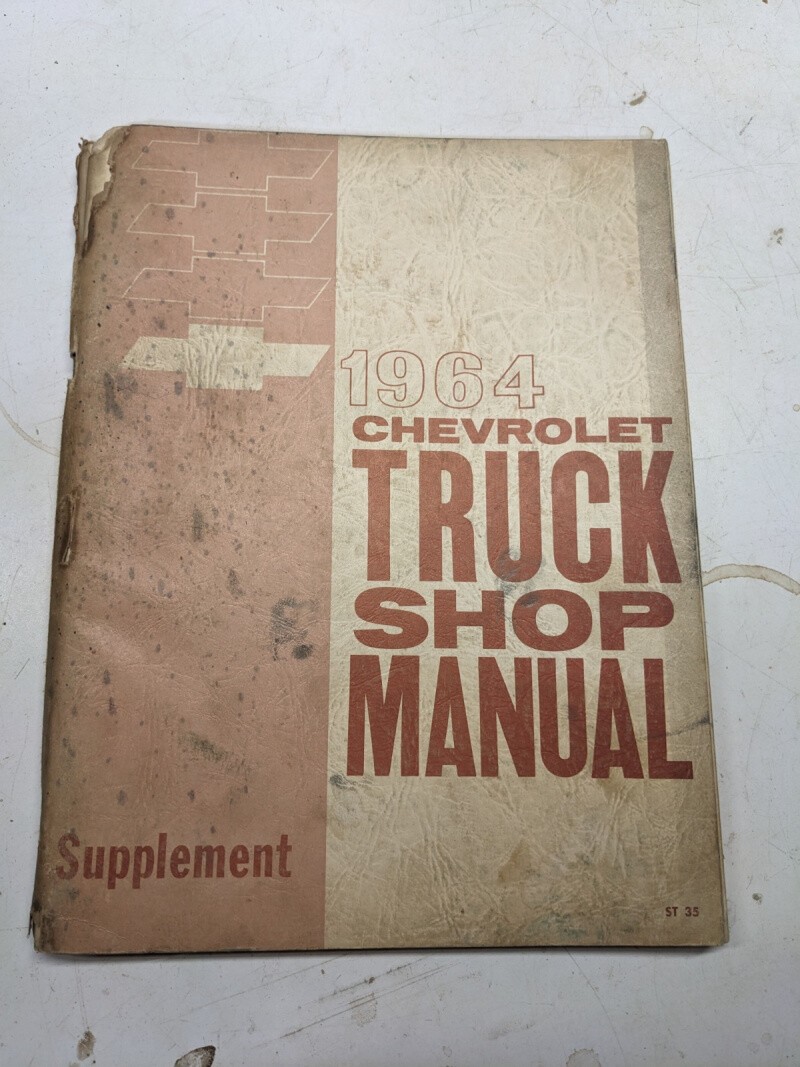 1964
CHEVROLET
TRUCK
SHOP
MANUAL
Supplement
ST 35